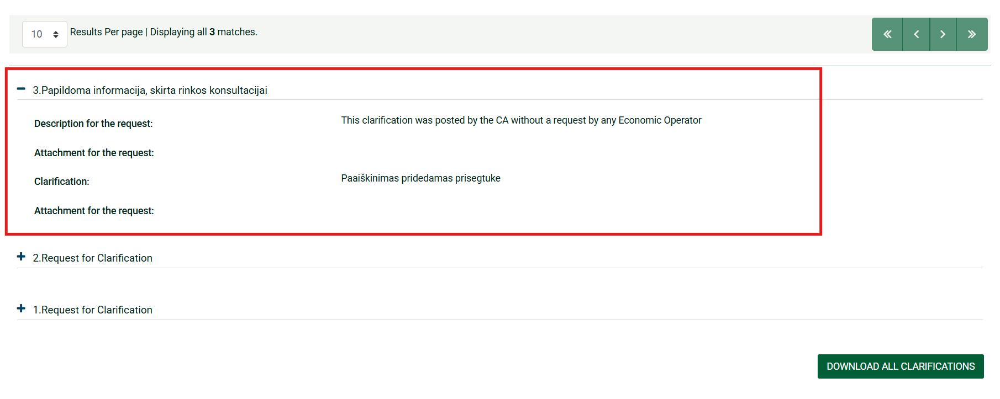 10 Results Per page | Displaying all 3 matches.
3.Papildoma informacija, skirta rinkos konsultacijai
Description for the request: This clarification was posted by the CA without a request by any Economic Operator
Attachment for the request:
Clarification: Paaiškinimas pridedamas prisegtuke
Attachment for the request:
2.Request for Clarification
1.Request for Clarification
DOWNLOAD ALL CLARIFICATIONS